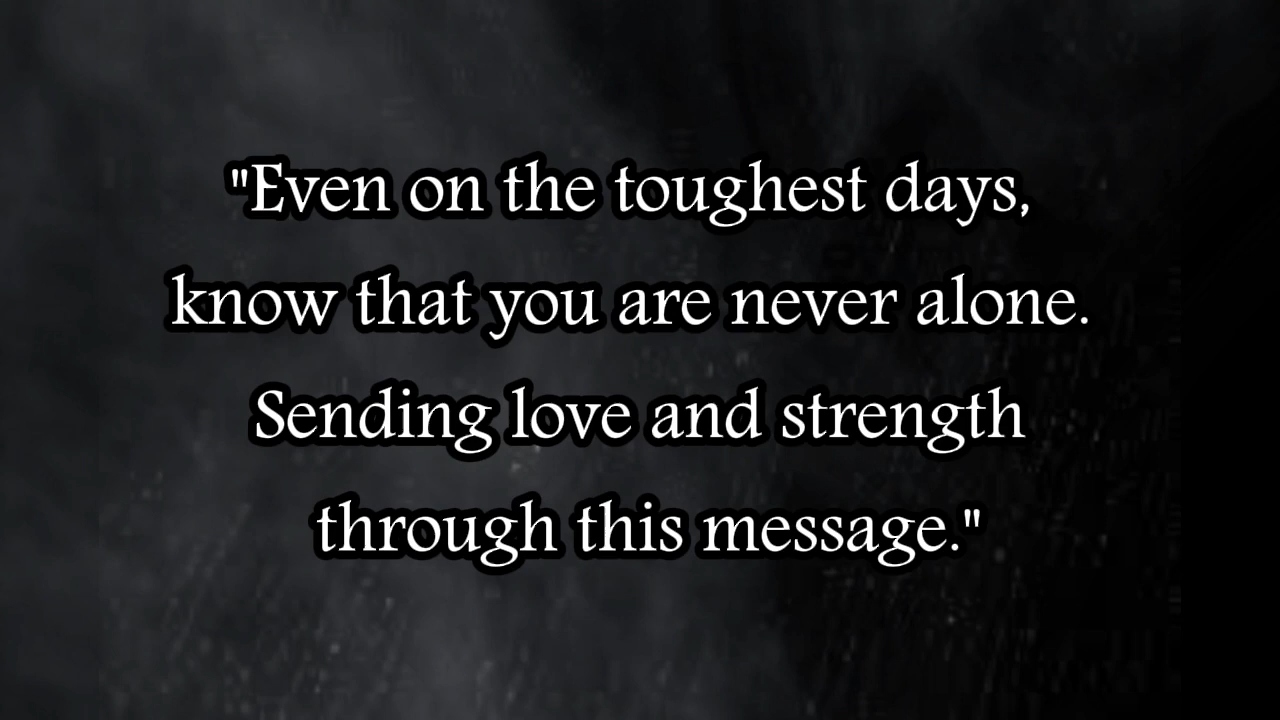 "Even on the toughest days,
know that you are never alone.
Sending love and strength
through this message."